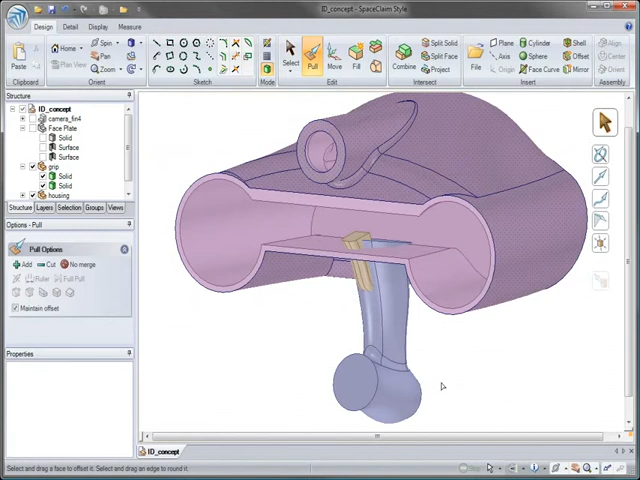 ID_concept - SpaceClaim Style
Design Detail Display Measure
Home Spin
Plan View Pan
Zoom
Paste
Select Pull Move Fill
Combine
Split Solid
Split Face
Project
File
Plane Cylinder Shell
Axis Sphere Offset
Origin Face Curve Mirror
Align
Center
Orient
Clipboard Orient Sketch Mode Edit Intersect Insert Assembly
Structure
ID_concept
camera_fin4
Face Plate
Solid
Surface
Surface
grip
Solid
Solid
housing
Structure Layers Selection Groups Views
Options - Pull
Pull Options
Add Cut No merge
Ruler Full Pull
Maintain offset
Properties
ID_concept
Select and drag a face to offset it. Select and drag an edge to round it.